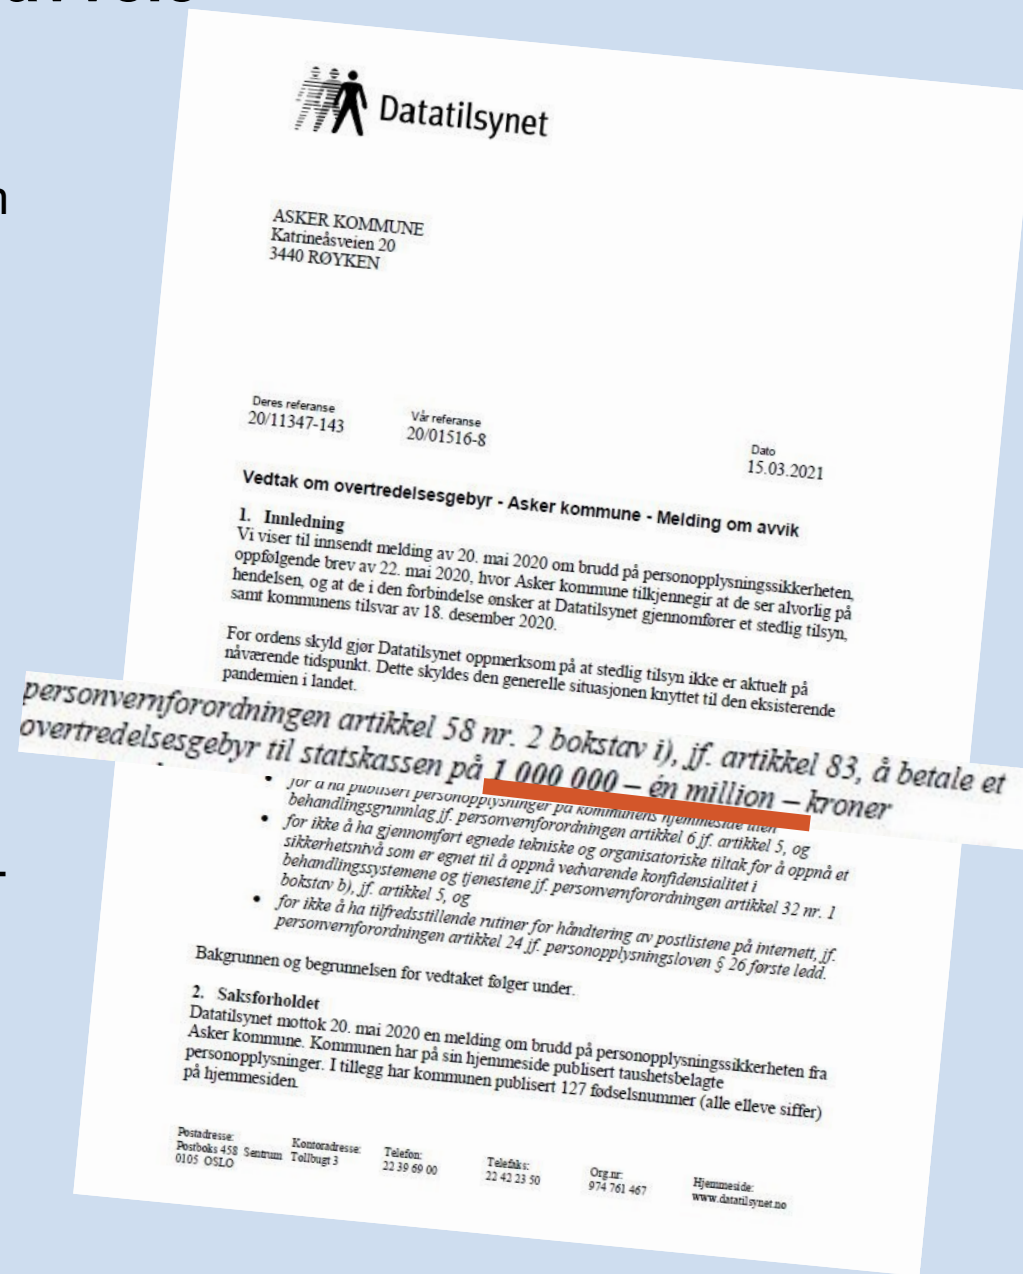 Datatilsynet
ASKER KOMMUNE
Katrineåsveien 20
3440 RØYKEN
Deres referanse
20/11347-143
Vår referanse
20/01516-8
Dato
15.03.2021
Vedtak om overtredelsesgebyr - Asker kommune - Melding om avvik
1. Innledning
Vi viser til innsendt melding av 20. mai 2020 om brudd på personopplysningssikkerheten,
oppfølgende brev av 22. mai 2020, hvor Asker kommune tilkjennegir at de ser alvorlig på
hendelsen, og at de i den forbindelse ønsker at Datatilsynet gjennomfører et stedlig tilsyn,
samt kommunens tilsvar av 18. desember 2020.
For ordens skyld gjør Datatilsynet oppmerksom på at stedlig tilsyn ikke er aktuelt på
nåværende tidspunkt. Dette skyldes den generelle situasjonen knyttet til den eksisterende
pandemien i landet.
personvernforordningen artikkel 58 nr. 2 bokstav i), jf. artikkel 83, å betale et
overtredelsesgebyr til statskassen på 1 000 000 – én million – kroner
• for å ha publisert personopplysninger på kommunens hjemmeside uten
behandlingsgrunnlag jf. personvernforordningen artikkel 6 jf. artikkel 5, og
• for ikke å ha gjennomført egnede tekniske og organisatoriske tiltak for å oppnå et
sikkerhetsnivå som er egnet til å oppnå vedvarende konfidensialitet i
behandlingssystemene og tjenestene jf. personvernforordningen artikkel 32 nr. 1
bokstav b), jf. artikkel 5, og
• for ikke å ha tilfredsstillende rutiner for håndtering av postlistene på internett, jf.
personvernforordningen artikkel 24 jf. personopplysningsloven § 26 første ledd.
Bakgrunnen og begrunnelsen for vedtaket følger under.
2. Saksforholdet
Datatilsynet mottok 20. mai 2020 en melding om brudd på personopplysningssikkerheten fra
Asker kommune. Kommunen har på sin hjemmeside publisert taushetsbelagte
personopplysninger. I tillegg har kommunen publisert 127 fødselsnummer (alle elleve siffer)
på hjemmesiden.
Postadresse:
Postboks 458 Sentrum
0105 OSLO
Kontoradresse:
Tollbugt 3
Telefon:
22 39 69 00
Telefaks:
22 42 23 50
Org.nr:
974 761 467
Hjemmeside:
www.datatilsynet.no